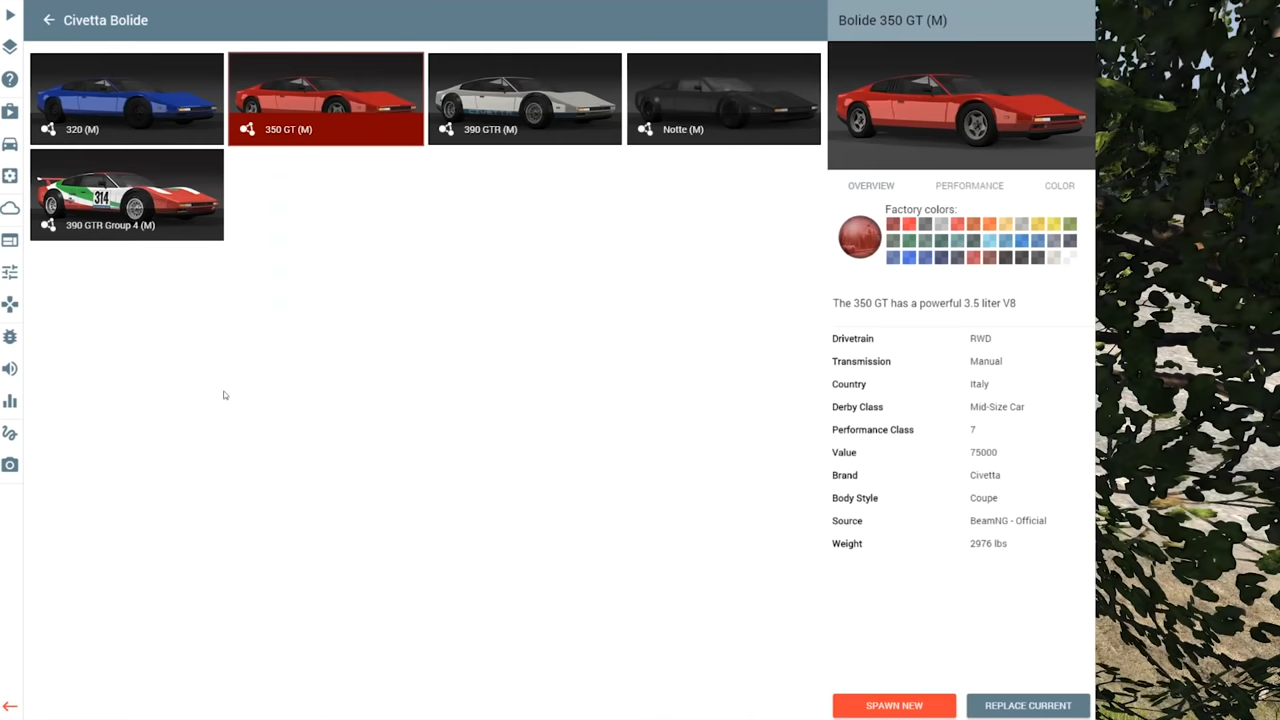 Civetta Bolide
Bolide 350 GT (M)
320 (M)
350 GT (M)
390 GTR (M)
Notte (M)
314
390 GTR Group 4 (M)
OVERVIEW
PERFORMANCE
COLOR
Factory colors:
The 350 GT has a powerful 3.5 liter V8
Drivetrain RWD
Transmission Manual
Country Italy
Derby Class Mid-Size Car
Performance Class 7
Value 75000
Brand Civetta
Body Style Coupe
Source BeamNG - Official
Weight 2976 lbs
SPAWN NEW
REPLACE CURRENT